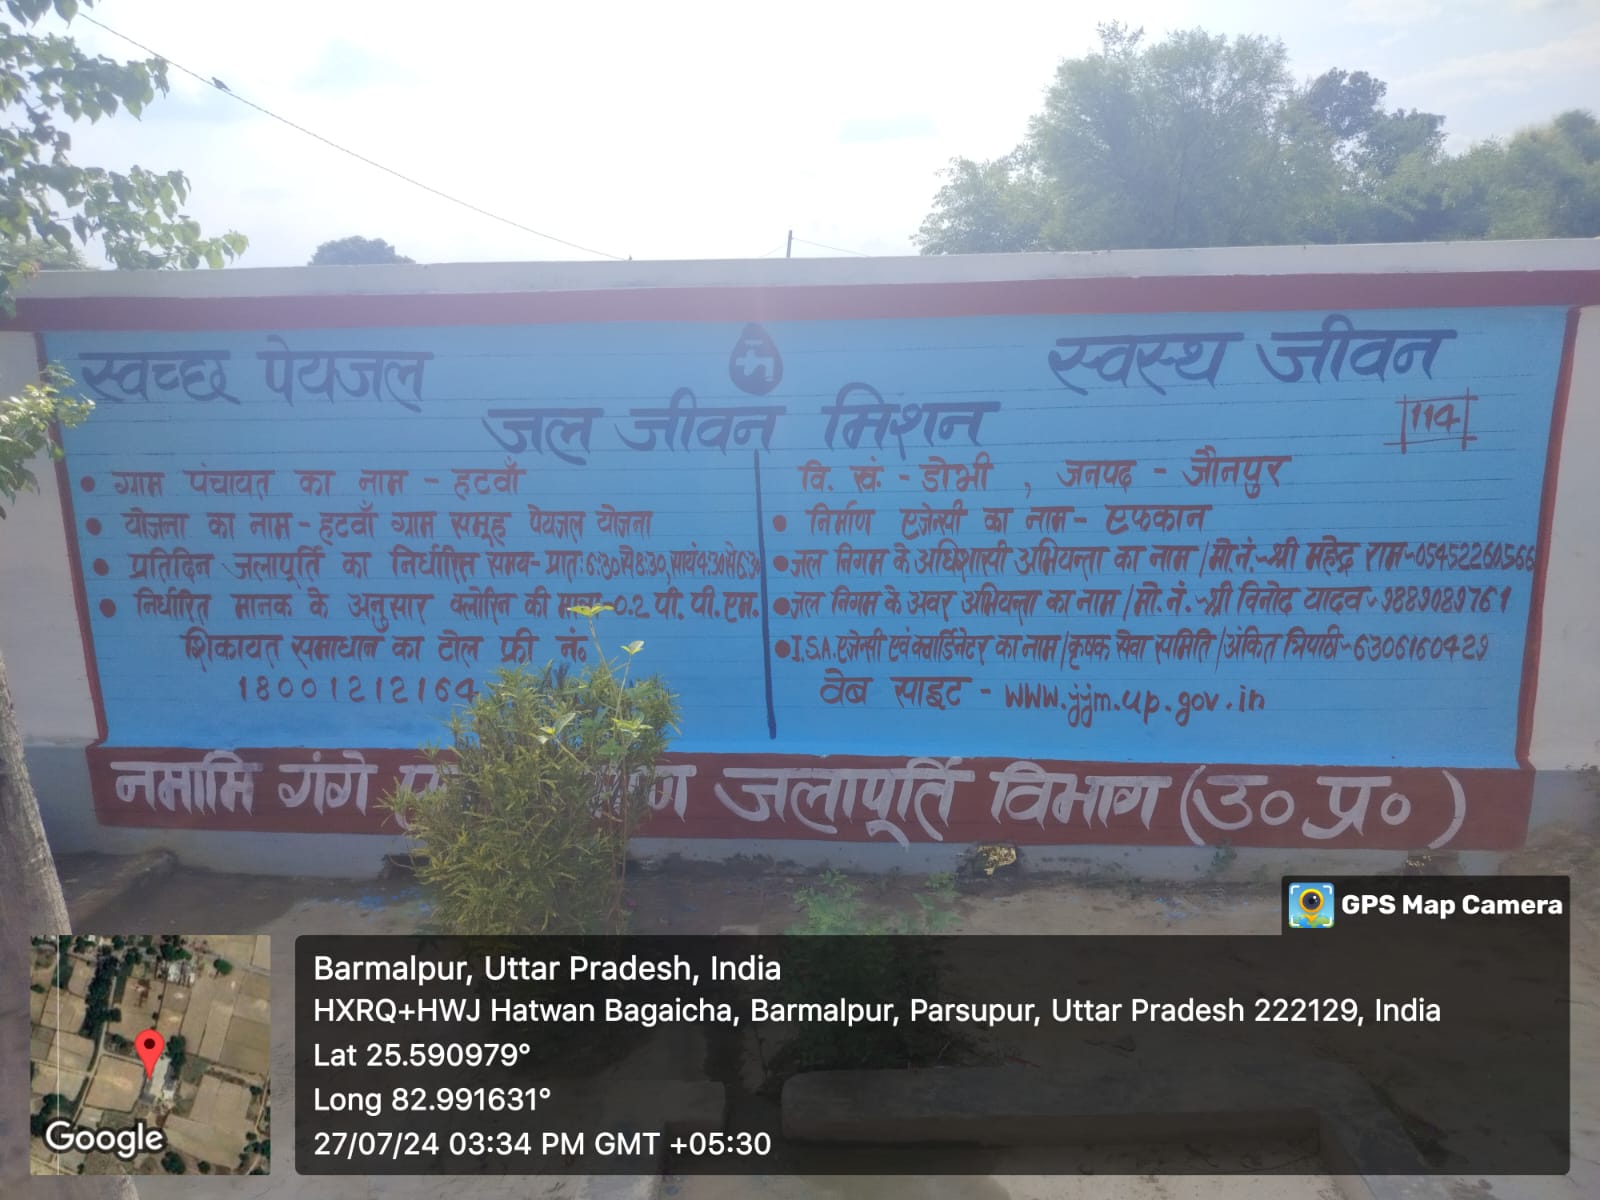 स्वच्छ पेयजल
स्वस्थ जीवन
जल जीवन मिशन
114
• ग्राम पंचायत का नाम - हटवाँ
• योजना का नाम - हटवाँ ग्राम समूह पेयजल योजना
• प्रतिदिन जलापूर्ति का निर्धारित समय- प्रात: 6:30 से 8:30, सायं 4:30 से 6:30
• निर्धारित मानक के अनुसार क्लोरिन की मात्रा- 0.2 पी. पी. एम.
शिकायत समाधान का टोल फ्री नं.
18001212164
वि. खं. - डोभी , जनपद - जौनपुर
• निर्माण एजेन्सी का नाम- एफकान
• जल निगम के अधिशासी अभियन्ता का नाम / मो. नं. - श्री महेद्र राम - 05452260566
• जल निगम के अवर अभियन्ता का नाम / मो. नं. - श्री विनोद यादव - 9889089761
• I.S.A. एजेन्सी एवं क्वार्डिनेटर का नाम / कृषक सेवा समिति / अंकित त्रिपाठी - 6306160429
वेब साइट - www.jjm.up.gov.in
नमामि गंगे जलापूर्ति विभाग (उ० प्र०)
GPS Map Camera
Barmalpur, Uttar Pradesh, India
HXRQ+HWJ Hatwan Bagaicha, Barmalpur, Parsupur, Uttar Pradesh 222129, India
Lat 25.590979°
Long 82.991631°
27/07/24 03:34 PM GMT +05:30
Google